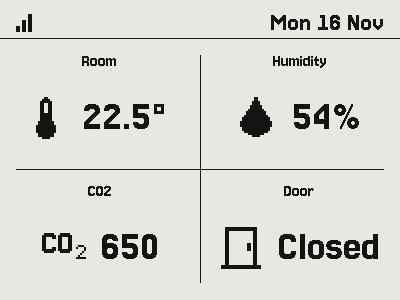 Mon 16 Nov
Room
22.5°
Humidity
54%
CO2
CO₂ 650
Door
Closed